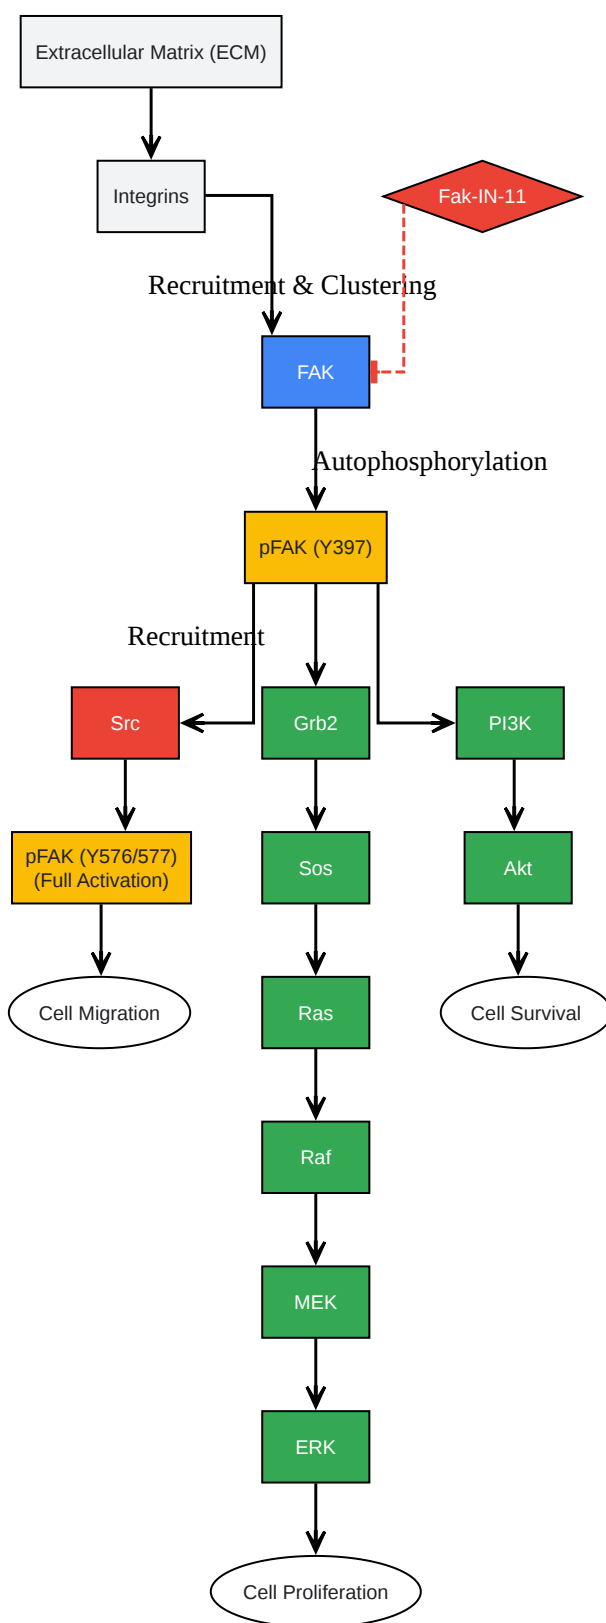 Extracellular Matrix (ECM)
Integrins
Fak-IN-11
Recruitment & Clustering
FAK
Autophosphorylation
pFAK (Y397)
Recruitment
Src
Grb2
PI3K
pFAK (Y576/577)
(Full Activation)
Sos
Akt
Cell Migration
Ras
Cell Survival
Raf
MEK
ERK
Cell Proliferation